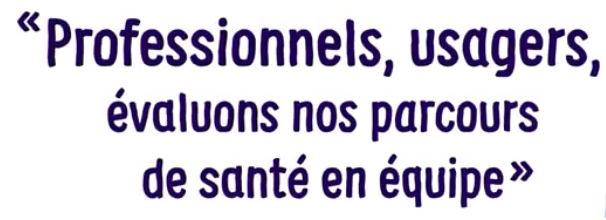 «Professionnels, usagers,
évaluons nos parcours
de santé en équipe»